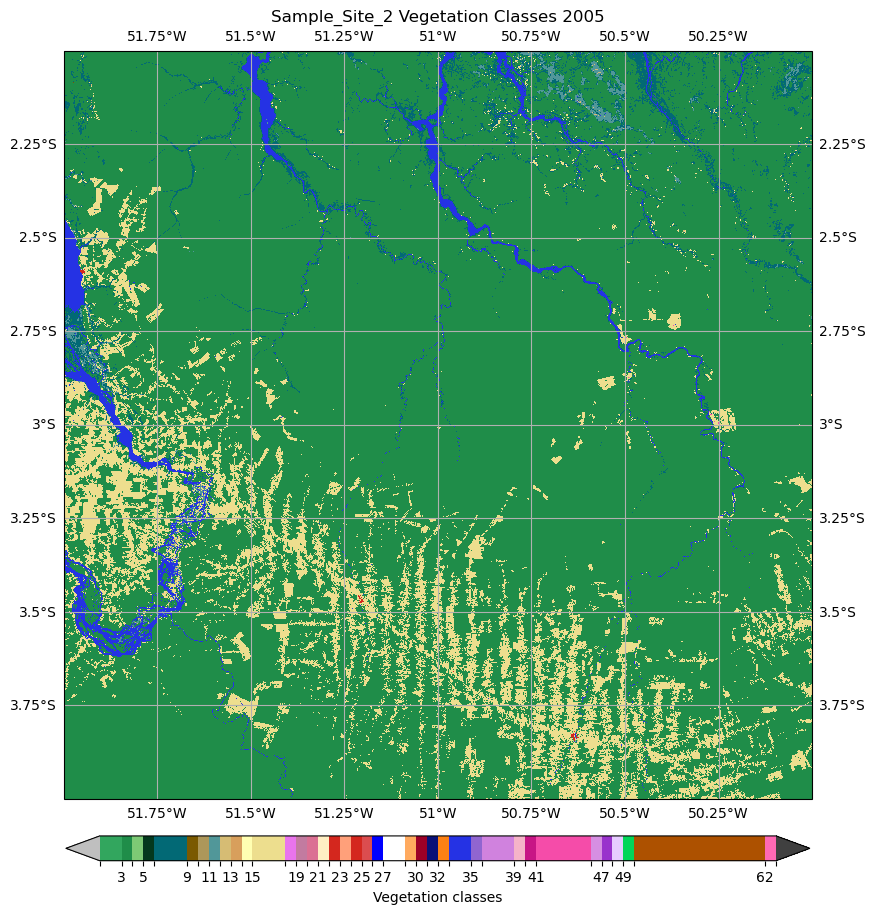 Sample_Site_2 Vegetation Classes 2005
51.75°W 51.5°W 51.25°W 51°W 50.75°W 50.5°W 50.25°W
2.25°S 2.25°S
2.5°S 2.5°S
2.75°S 2.75°S
3°S 3°S
3.25°S 3.25°S
3.5°S 3.5°S
3.75°S 3.75°S
51.75°W 51.5°W 51.25°W 51°W 50.75°W 50.5°W 50.25°W
3 5 9 11 13 15 19 21 23 25 27 30 32 35 39 41 47 49 62
Vegetation classes